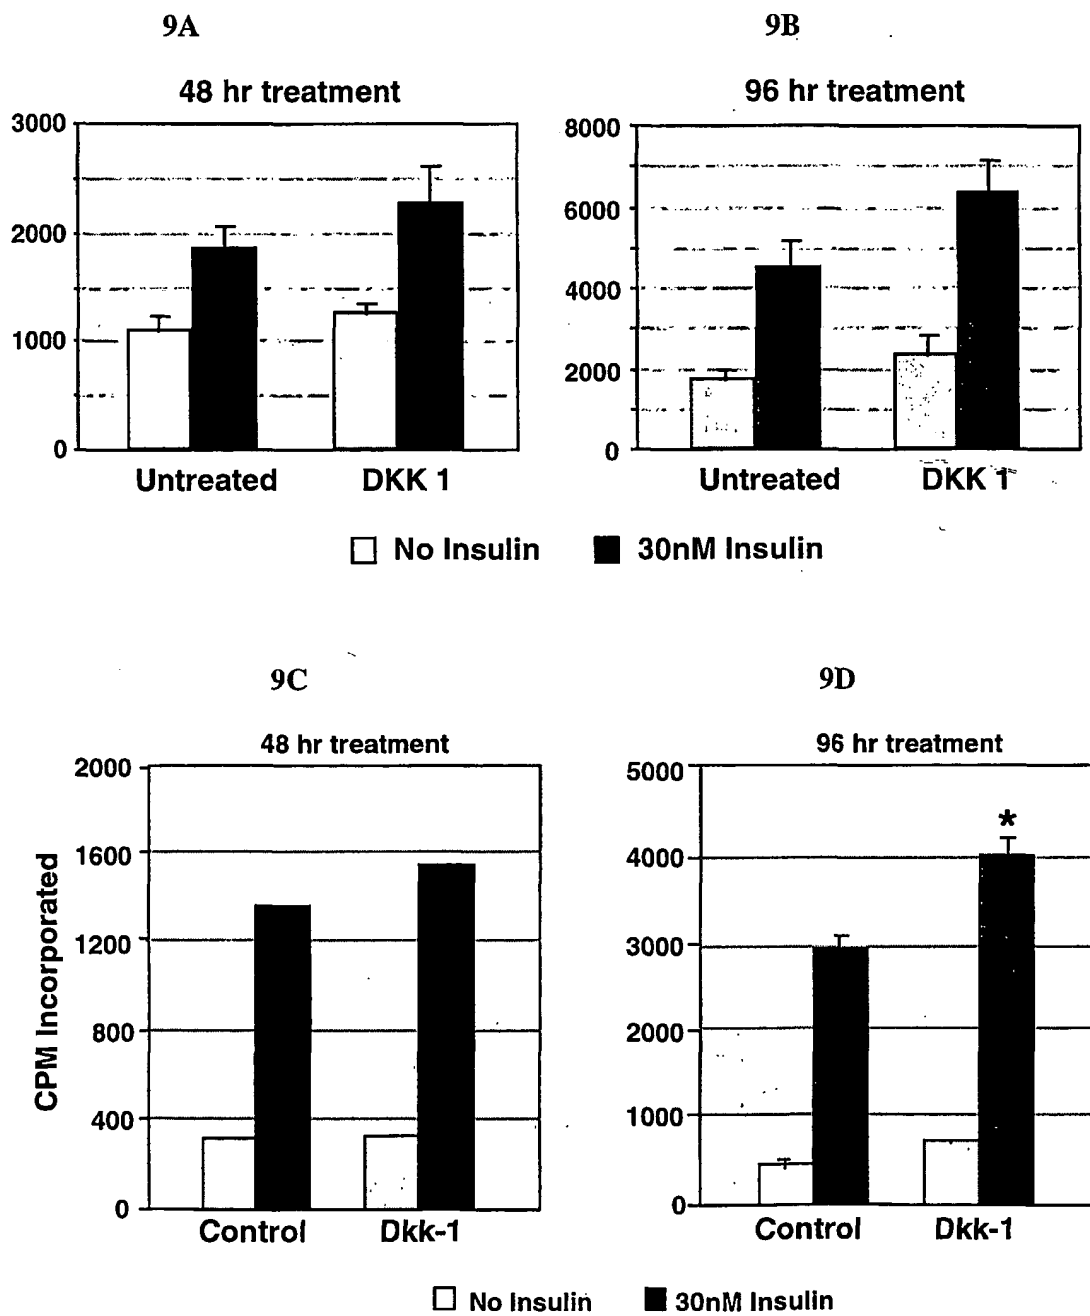 9A
48 hr treatment
3000
2000
1000
0
Untreated DKK 1
9B
96 hr treatment
8000
6000
4000
2000
0
Untreated DKK 1
No Insulin 30nM Insulin
9C
48 hr treatment
2000
1600
1200
800
400
0
CPM Incorporated
Control Dkk-1
9D
96 hr treatment
5000
*
4000
3000
2000
1000
0
Control Dkk-1
No Insulin 30nM Insulin